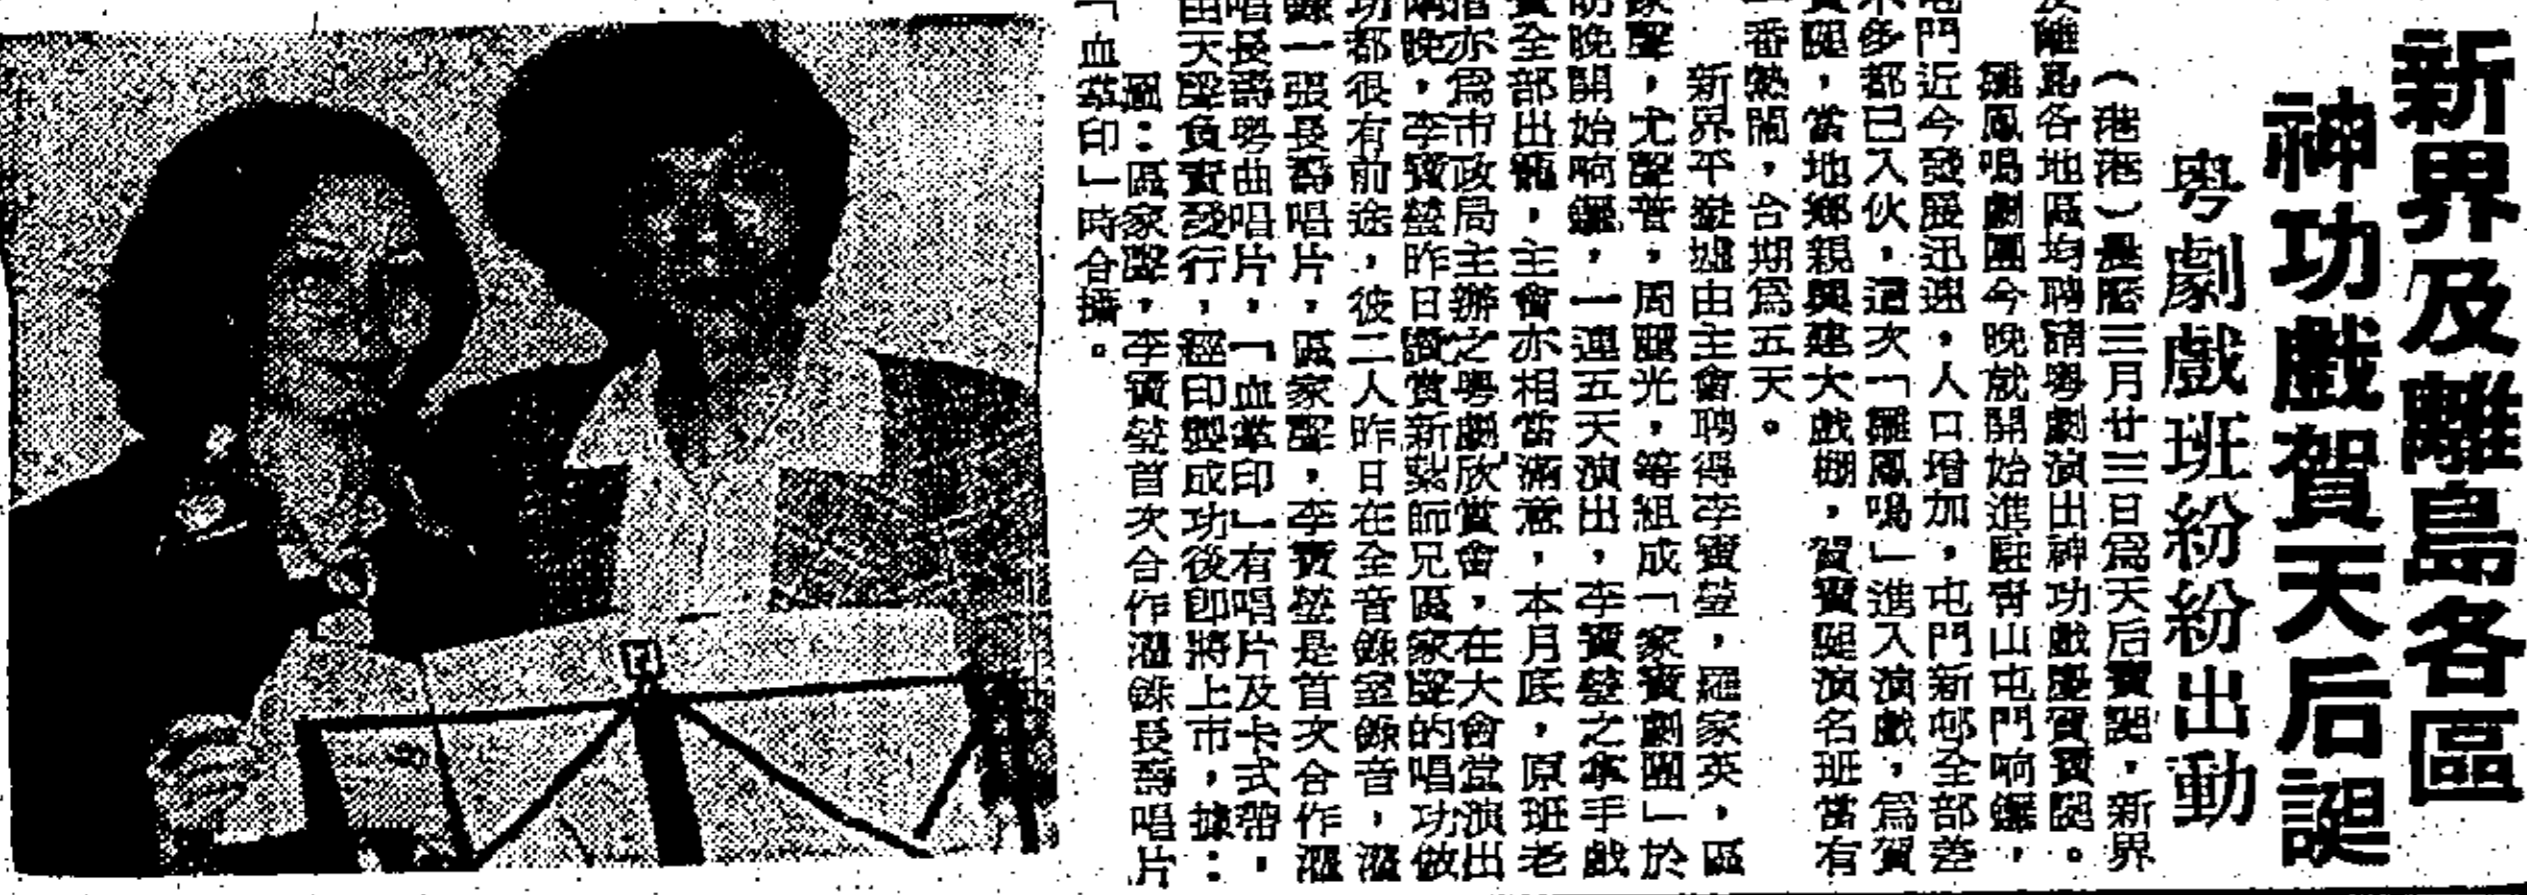 新界及離島各區
神功戲賀天后誕
粵劇戲班紛紛出動
（港港）農曆三月廿三日為天后寶誕，新界
及離島各地區均聘請粵劇演出神功戲慶賀寶誕。
雛鳳鳴劇團今晚戲開始進駐青山屯門响鑼，
屯門近今發展迅速，人口增加，屯門新邨全部差
不多都已入伙，這次「雛鳳鳴」進入演戲，為賀
寶誕，當地鄉親興建大戲棚，賀寶誕演名班當有
一番熱鬧，合期為五天。
新界平墟由主會聘得李寶瑩，羅家英，區
家聲，尤聲普，周光，等組成「家寶劇團」於
明晚開始响鑼，一連五天演出，李寶瑩之拿手戲
寶全部出籠，主會亦相當滿意，本月底，原班老
倌亦為市政局主辦之粵劇欣賞會，在大會堂演出
兩晚，李寶瑩昨日讚賞新紮師兄區家聲的唱功做
功都很有前途，彼二人昨日在全音錄室錄音，灌
錄一張長壽唱片，區家聲，李寶瑩是首次合作灌
唱長壽粵曲唱片，「血掌印」有唱片及卡式帶，
由天聲負責發行，經印製成功後即將上市，據：
圖：區家聲，李寶瑩首次合作灌錄長壽唱片
「血掌印」時合攝。